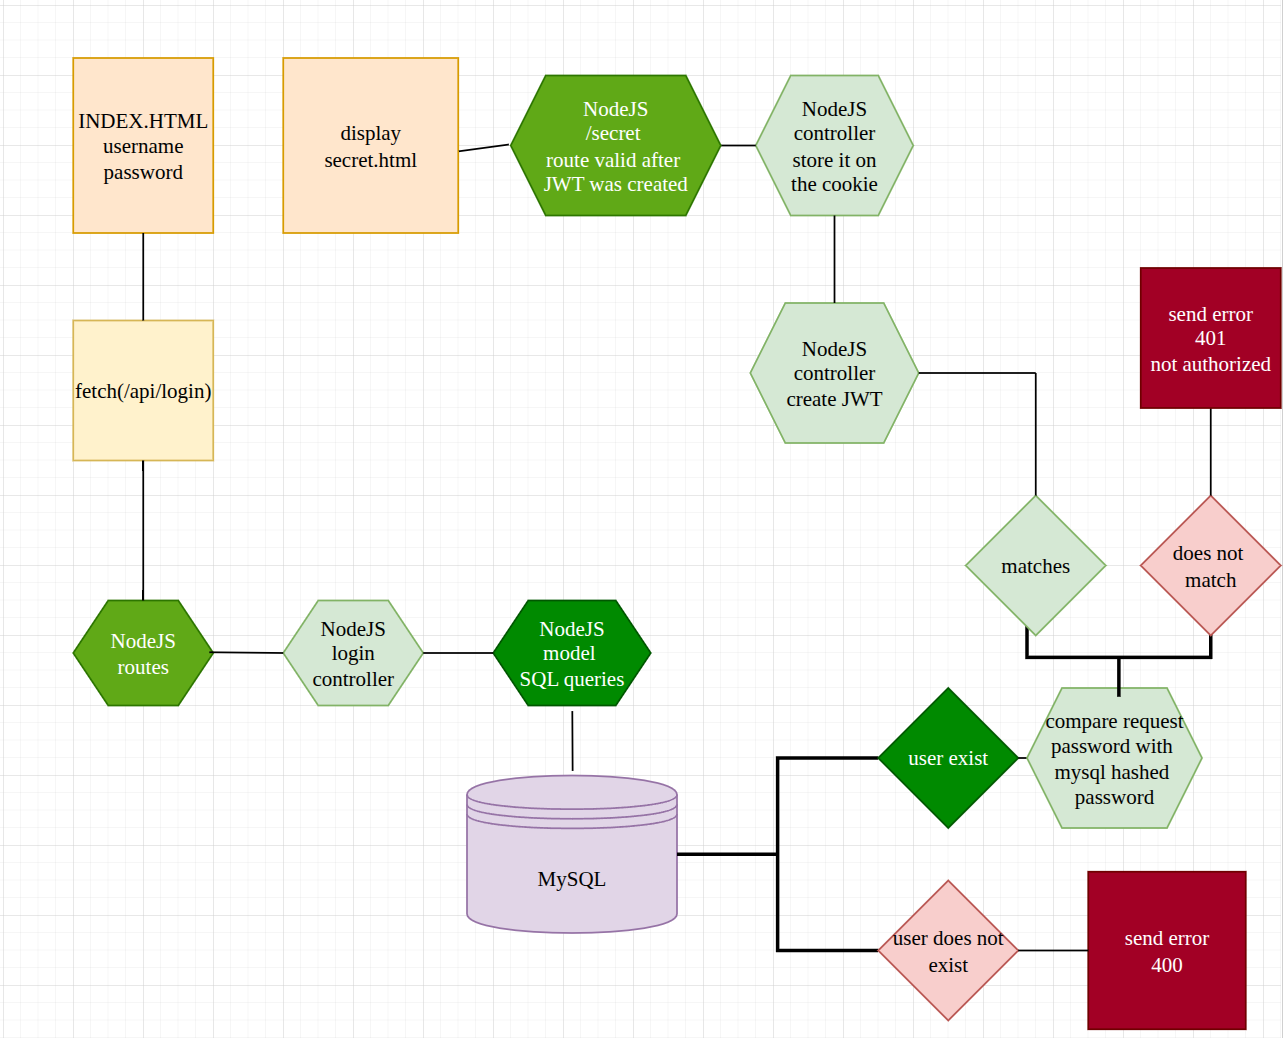 INDEX.HTML
username
password
display
secret.html
NodeJS
/secret
route valid after
JWT was created
NodeJS
controller
store it on
the cookie
send error
401
not authorized
NodeJS
controller
create JWT
fetch(/api/login)
matches
does not
match
NodeJS
routes
NodeJS
login
controller
NodeJS
model
SQL queries
user exist
compare request
password with
mysql hashed
password
MySQL
user does not
exist
send error
400